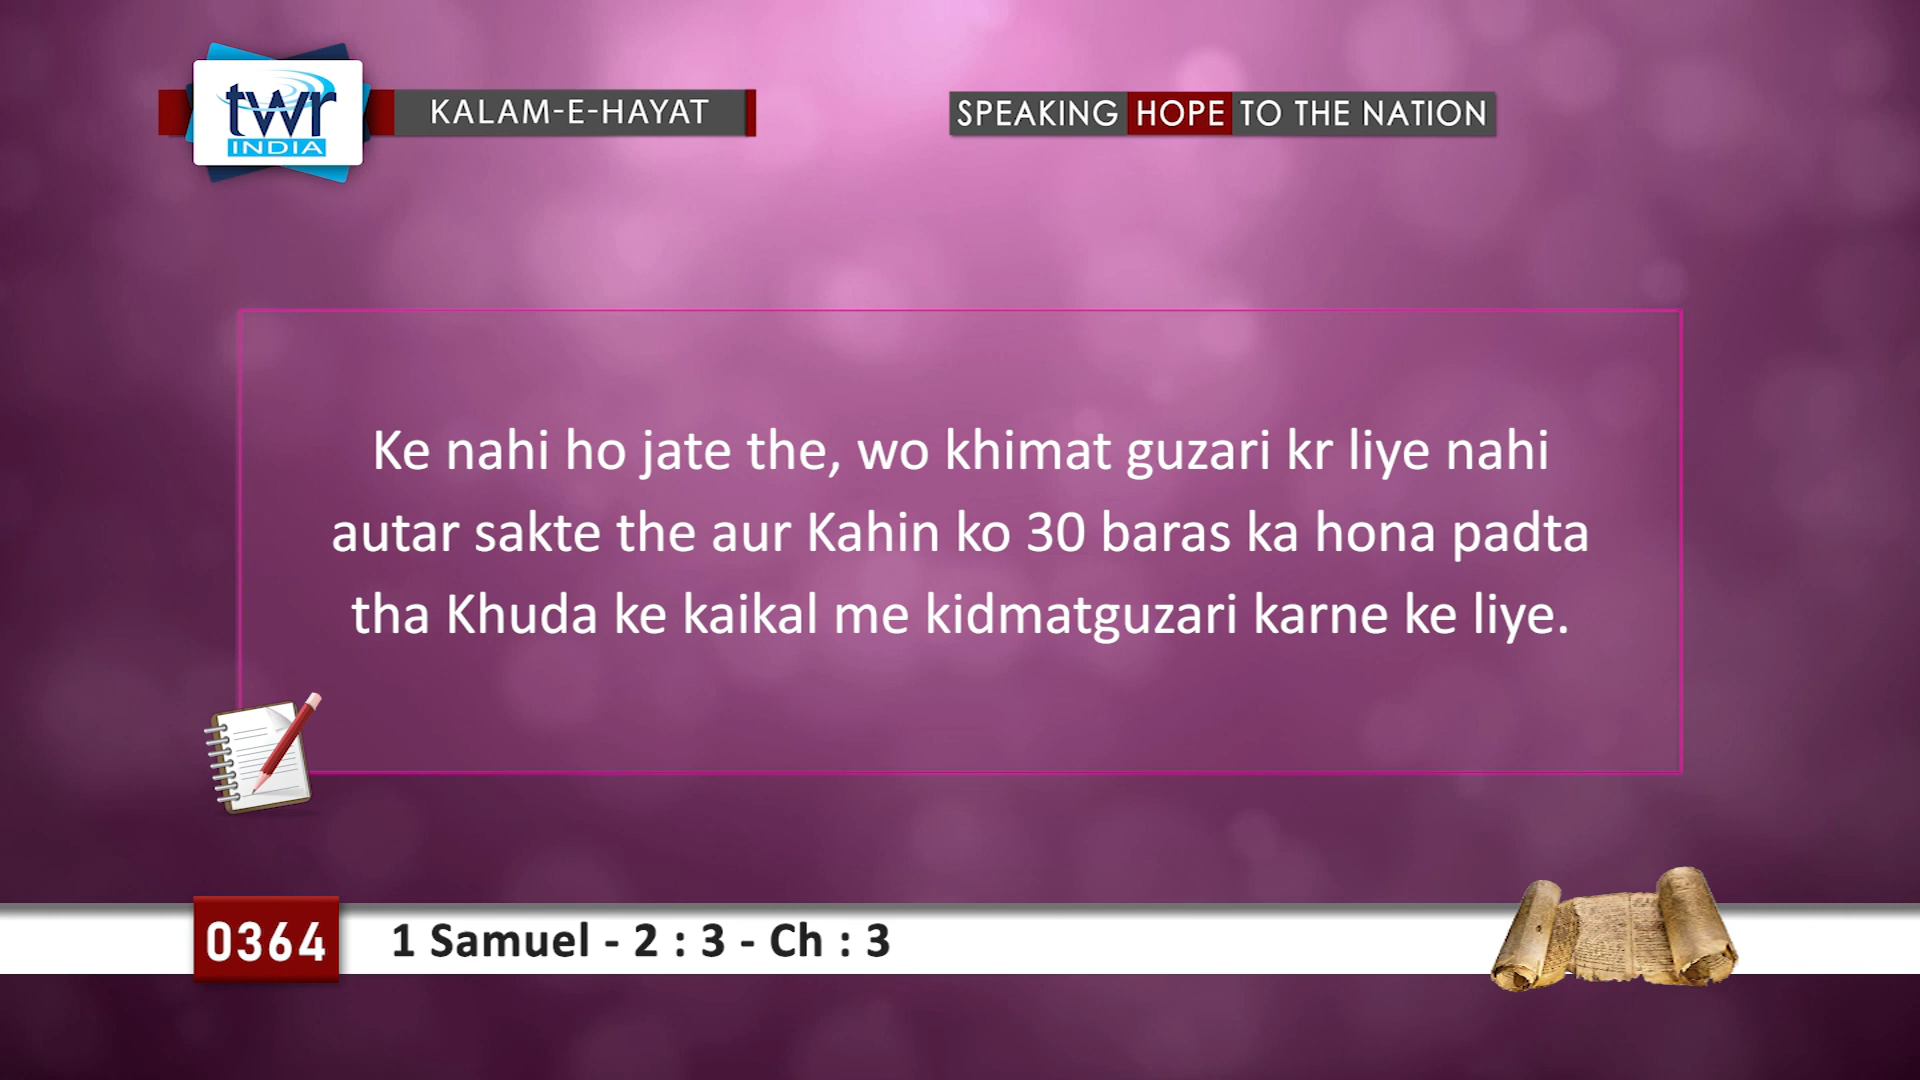 twr
INDIA
KALAM-E-HAYAT
SPEAKING HOPE TO THE NATION
Ke nahi ho jate the, wo khimat guzari kr liye nahi
autar sakte the aur Kahin ko 30 baras ka hona padta
tha Khuda ke kaikal me kidmatguzari karne ke liye.
0364
1 Samuel - 2 : 3 - Ch : 3